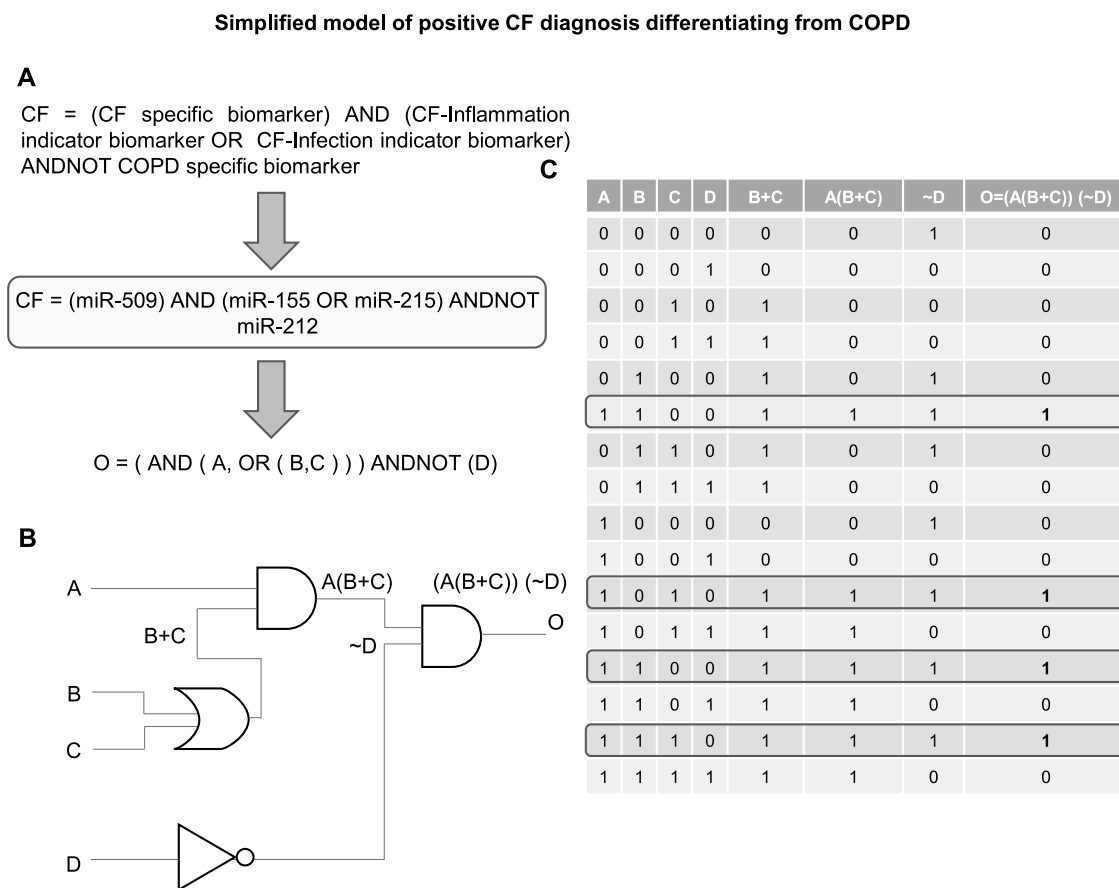 Simplified model of positive CF diagnosis differentiating from COPD
A
CF = (CF specific biomarker) AND (CF-Inflammation
indicator biomarker OR CF-Infection indicator biomarker)
ANDNOT COPD specific biomarker
CF = (miR-509) AND (miR-155 OR miR-215) ANDNOT
miR-212
O = ( AND ( A, OR ( B,C ) ) ) ANDNOT (D)
B
A
A(B+C)
(A(B+C)) (~D)
O
B+C
~D
B
C
D
C
A B C D B+C A(B+C) ~D O=(A(B+C)) (~D)
0 0 0 0 0 0 1 0
0 0 0 1 0 0 0 0
0 0 1 0 1 0 0 0
0 0 1 1 1 0 0 0
0 1 0 0 1 0 1 0
1 1 0 0 1 1 1 1
0 1 1 0 1 0 1 0
0 1 1 1 1 0 0 0
1 0 0 0 0 0 1 0
1 0 0 1 0 0 0 0
1 0 1 0 1 1 1 1
1 0 1 1 1 1 0 0
1 1 0 0 1 1 1 1
1 1 0 1 1 1 0 0
1 1 1 0 1 1 1 1
1 1 1 1 1 1 0 0